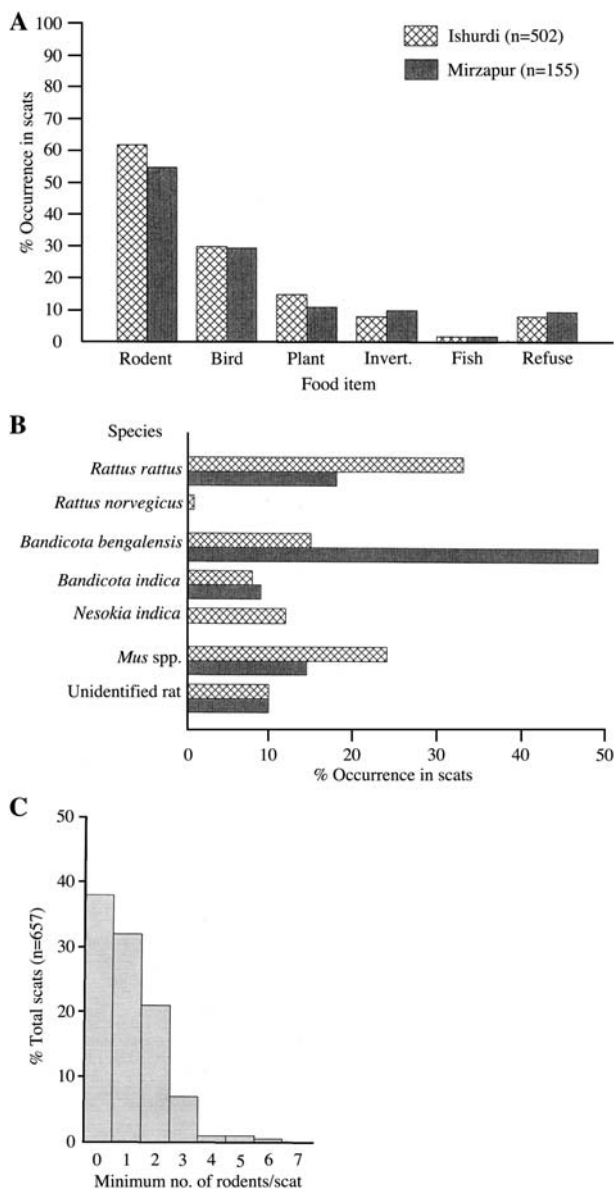 A
% Occurrence in scats
100
90
80
70
60
50
40
30
20
10
0
Ishurdi (n=502)
Mirzapur (n=155)
Rodent Bird Plant Invert. Fish Refuse
Food item
B
Species
Rattus rattus
Rattus norvegicus
Bandicota bengalensis
Bandicota indica
Nesokia indica
Mus spp.
Unidentified rat
0 10 20 30 40 50
% Occurrence in scats
C
% Total scats (n=657)
50
40
30
20
10
0
0 1 2 3 4 5 6 7
Minimum no. of rodents/scat